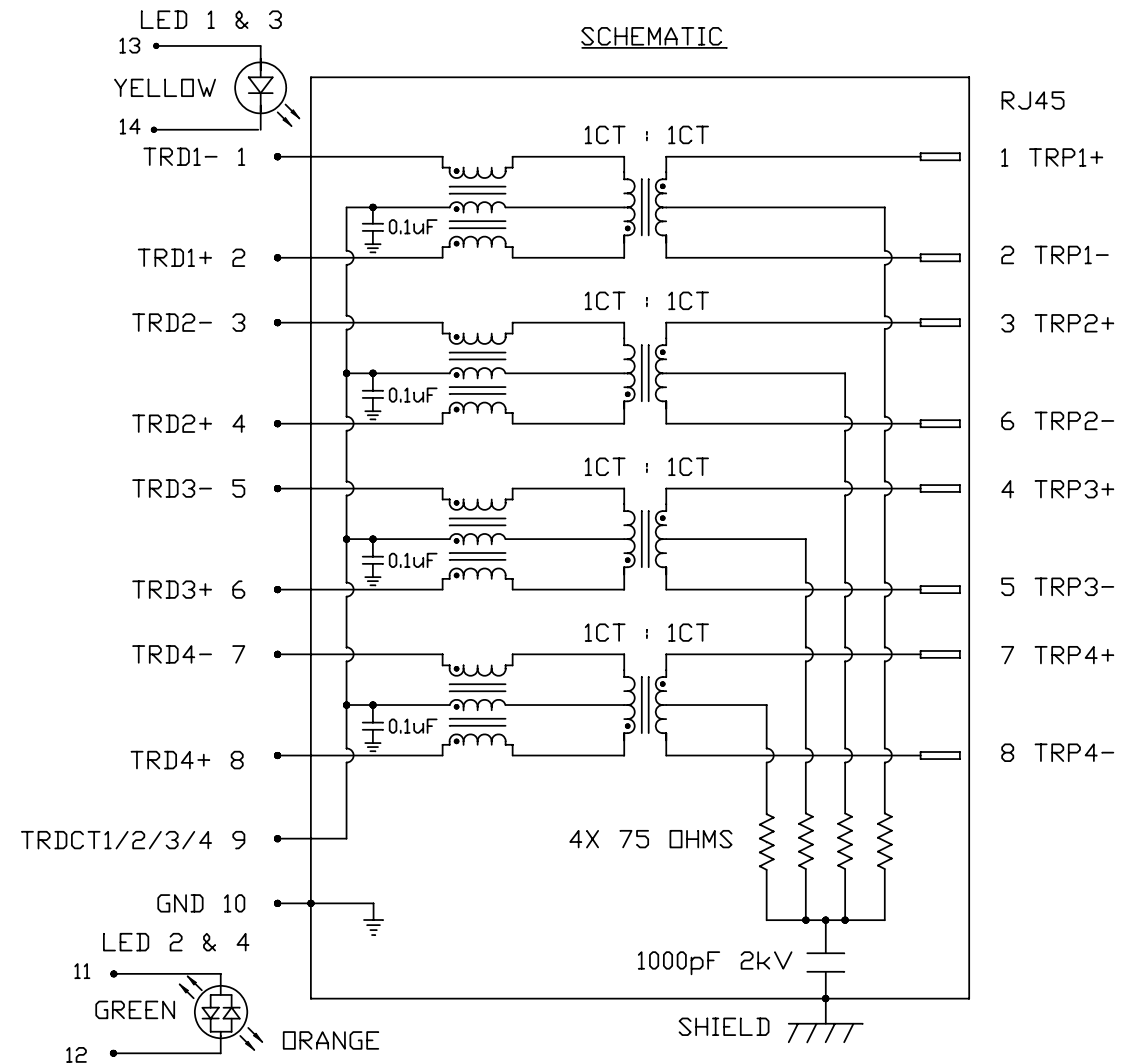 LED 1 & 3
SCHEMATIC
13
YELLOW
14
RJ45
1CT : 1CT
TRD1- 1
1 TRP1+
0.1uF
TRD1+ 2
2 TRP1-
1CT : 1CT
TRD2- 3
3 TRP2+
0.1uF
TRD2+ 4
6 TRP2-
1CT : 1CT
TRD3- 5
4 TRP3+
0.1uF
TRD3+ 6
5 TRP3-
1CT : 1CT
TRD4- 7
7 TRP4+
0.1uF
TRD4+ 8
8 TRP4-
TRDCT1/2/3/4 9
4X 75 OHMS
GND 10
LED 2 & 4
1000pF 2kV
11
GREEN
SHIELD
ORANGE
12